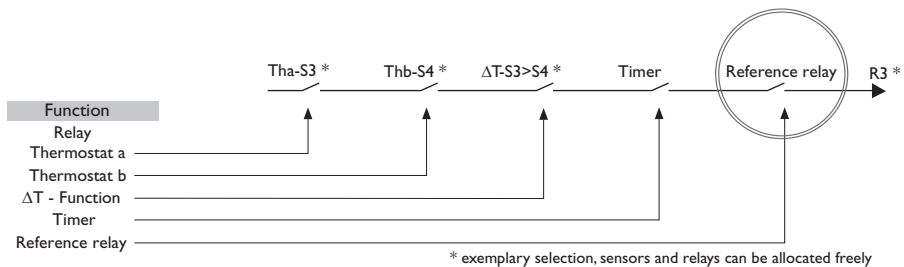 Tha-S3 * Thb-S4 * ΔT-S3>S4 * Timer Reference relay R3 *
Function
Relay
Thermostat a
Thermostat b
ΔT - Function
Timer
Reference relay
* exemplary selection, sensors and relays can be allocated freely